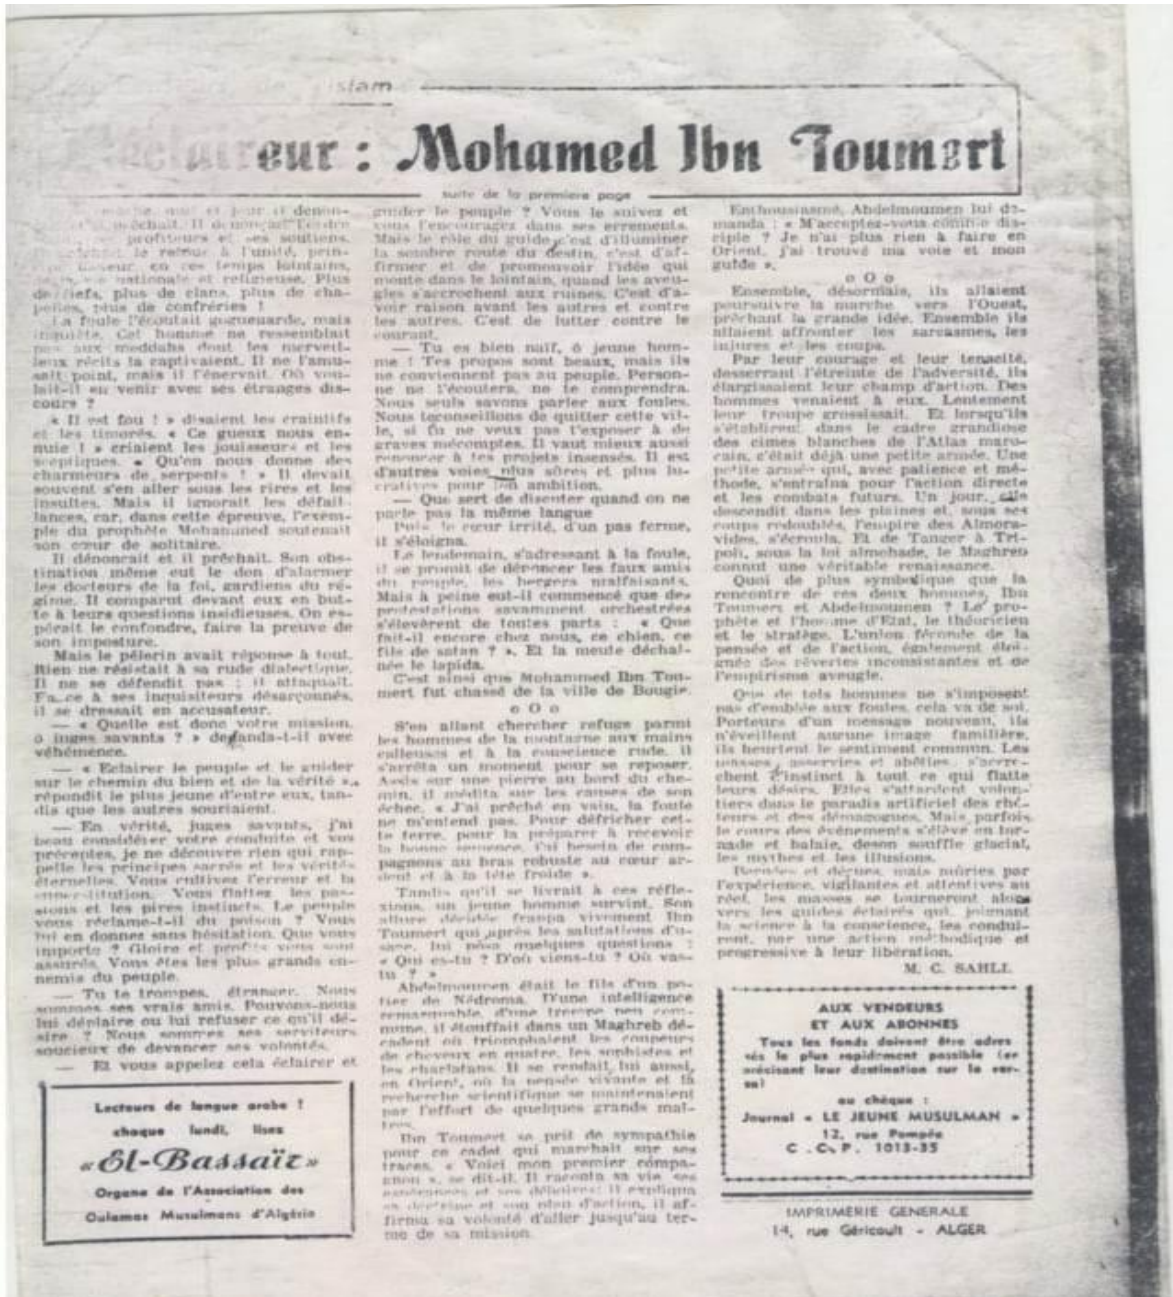 de l'Islam
eclaireur : Mohamed Ibn Toumert
suite de la première page
nuit et jour il dénon-
prêchait. Il dénonçait l'ordre
profiteurs et ses soutiens.
le retour à l'unité, prin-
en ces temps lointains,
nationale et religieuse. Plus
de fiefs, plus de clans, plus de cha-
pelles, plus de confréries !
La foule l'écoutait goguenarde, mais
inquiète. Cet homme ne ressemblait
pas aux meddahs dont les merveil-
leux récits la captivaient. Il ne l'amu-
sait point, mais il l'énervait. Où vou-
lait-il en venir avec ses étranges dis-
cours ?
« Il est fou ! » disaient les craintifs
et les timorés. « Ce gueux nous en-
nuie ! » criaient les jouisseurs et les
sceptiques. « Qu'on nous donne des
charmeurs de serpents ! » Il devait
souvent s'en aller sous les rires et les
insultes. Mais il ignorait les défail-
lances, car, dans cette épreuve, l'exem-
ple du prophète Mohammed soutenait
son cœur de solitaire.
Il dénonçait et il prêchait. Son obs-
tination même eut le don d'alarmer
les docteurs de la foi, gardiens du ré-
gime. Il comparut devant eux en but-
te à leurs questions insidieuses. On es-
pérait le confondre, faire la preuve de
son imposture.
Mais le pélerin avait réponse à tout.
Rien ne résistait à sa rude dialectique.
Il ne se défendit pas : il attaquait.
Face à ses inquisiteurs désarçonnés,
il se dressait en accusateur.
— « Quelle est donc votre mission,
ô juges savants ? » demanda-t-il avec
véhémence.
— « Eclairer le peuple et le guider
sur le chemin du bien et de la vérité »,
répondit le plus jeune d'entre eux, tan-
dis que les autres souriaient.
— En vérité, juges savants, j'ai
beau considérer votre conduite et vos
préceptes, je ne découvre rien qui rap-
pelle les principes sacrés et les vérités
éternelles. Vous cultivez l'erreur et la
superstitution. Vous flattez les pas-
sions et les pires instincts. Le peuple
vous réclame-t-il du poison ? Vous
lui en donnez sans hésitation. Que vous
importe ? Gloire et profits vous sont
assurés. Vous êtes les plus grands en-
nemis du peuple.
— Tu te trompes, étranger. Nous
sommes ses vrais amis. Pouvons-nous
lui déplaire ou lui refuser ce qu'il dé-
sire ? Nous sommes ses serviteurs
soucieux de devancer ses volontés.
— Et vous appelez cela éclairer et
Lecteurs de langue arabe !
chaque lundi, lisez
«El-Bassaïr»
Organe de l'Association des
Oulamas Musulmans d'Algérie
guider le peuple ? Vous le suivez et
vous l'encouragez dans ses errements.
Mais le rôle du guide, c'est d'illuminer
la sombre route du destin, c'est d'af-
firmer et de promouvoir l'idée qui
monte dans le lointain, quand les aveu-
gles s'accrochent aux ruines. C'est d'a-
voir raison avant les autres et contre
les autres. C'est de lutter contre le
courant.
— Tu es bien naïf, ô jeune hom-
me ! Tes propos sont beaux, mais ils
ne conviennent pas au peuple. Person-
ne ne l'écoutera, ne te comprendra.
Nous seuls savons parler aux foules.
Nous teconseillons de quitter cette vil-
le, si tu ne veux pas t'exposer à de
graves mécomptes. Il vaut mieux aussi
renoncer à tes projets insensés. Il est
d'autres voies plus sûres et plus lu-
cratives pour ton ambition.
— Que sert de discuter quand on ne
parle pas la même langue
Puis le cœur irrité, d'un pas ferme,
il s'éloigna.
Le lendemain, s'adressant à la foule,
il se promit de dénoncer les faux amis
du peuple, les bergers malfaisants.
Mais à peine eut-il commencé que des
protestations savamment orchestrées
s'élevèrent de toutes parts : « Que
fait-il encore chez nous, ce chien, ce
fils de satan ? ». Et la meute déchaî-
née le lapida.
C'est ainsi que Mohammed Ibn Tou-
mert fut chassé de la ville de Bougie.
o O o
S'en allant chercher refuge parmi
les hommes de la montagne aux mains
calleuses et à la conscience rude, il
s'arrêta un moment pour se reposer.
Assis sur une pierre au bord du che-
min, il médita sur les causes de son
échec. « J'ai prêché en vain, la foule
ne m'entend pas. Pour défricher cet-
te terre, pour la préparer à recevoir
la bonne semence, j'ai besoin de com-
pagnons au bras robuste au cœur ar-
dent et à la tête froide ».
Tandis qu'il se livrait à ces réfle-
xions, un jeune homme survint. Son
allure décidée frappa vivement Ibn
Toumert qui après les salutations d'u-
sage, lui posa quelques questions :
« Qui es-tu ? D'où viens-tu ? Où vas-
tu ? »
Abdelmoumen était le fils d'un po-
tier de Nédroma. D'une intelligence
remarquable, d'une trempe peu com-
mune, il étouffait dans un Maghreb dé-
cadent où triomphaient les coupeurs
de cheveux en quatre, les sophistes et
les charlatans. Il se rendait, lui aussi,
en Orient, où la pensée vivante et la
recherche scientifique se maintenaient
par l'effort de quelques grands maî-
tres.
Ibn Toumert se prit de sympathie
pour ce cadet qui marchait sur ses
traces. « Voici mon premier compa-
gnon », se dit-il. Il raconta sa vie ses
espérances et ses déboires; il expliqua
sa doctrine et son plan d'action, il af-
firma sa volonté d'aller jusqu'au ter-
me de sa mission.
Enthousiasmé, Abdelmoumen lui de-
manda : « M'acceptez-vous comme dis-
ciple ? Je n'ai plus rien à faire en
Orient, j'ai trouvé ma voie et mon
guide ».
o O o
Ensemble, désormais, ils allaient
poursuivre la marche vers l'Ouest,
prêchant la grande idée. Ensemble ils
allaient affronter les sarcasmes, les
injures et les coups.
Par leur courage et leur tenacité,
desserrant l'étreinte de l'adversité, ils
élargissaient leur champ d'action. Des
hommes venaient à eux. Lentement
leur troupe grossissait. Et lorsqu'ils
s'établirent dans le cadre grandiose
des cimes blanches de l'Atlas maro-
cain, c'était déjà une petite armée. Une
petite armée qui, avec patience et mé-
thode, s'entraîna pour l'action directe
et les combats futurs. Un jour, elle
descendit dans les plaines et, sous ses
coups redoublés, l'empire des Almora-
vides, s'écroula. Et de Tanger à Tri-
poli, sous la loi almohade, le Maghreb
connut une véritable renaissance.
Quoi de plus symbolique que la
rencontre de ces deux hommes, Ibn
Toumert et Abdelmoumen ? Le pro-
phète et l'homme d'Etat, le théoricien
et le stratège. L'union féconde de la
pensée et de l'action, également éloi-
gnée des rêveries inconsistantes et de
l'empirisme aveugle.
Que de tels hommes ne s'imposent
pas d'emblée aux foules, cela va de soi.
Porteurs d'un message nouveau, ils
n'éveillent aucune image familière,
ils heurtent le sentiment commun. Les
masses, asservies et abêties, s'accro-
chent d'instinct à tout ce qui flatte
leurs désirs. Elles s'attardent volon-
tiers dans le paradis artificiel des rhé-
teurs et des démagogues. Mais parfois,
le cours des événements s'élève en tor-
nade et balaie, deson souffle glacial,
les mythes et les illusions.
Bernées et déçues, mais mûries par
l'expérience, vigilantes et attentives au
réel, les masses se tourneront alors
vers les guides éclairés qui, joignant
la science à la conscience, les condui-
ront, par une action méthodique et
progressive à leur libération.
M. C. SAHLI.
AUX VENDEURS
ET AUX ABONNES
Tous les fonds doivent être adres
sés le plus rapidement possible (en
précisant leur destination sur le ver-
so)
au chèque :
Journal « LE JEUNE MUSULMAN »
12, rue Pompée
C .C. P. 1013-35
IMPRIMERIE GENERALE
14, rue Géricault - ALGER